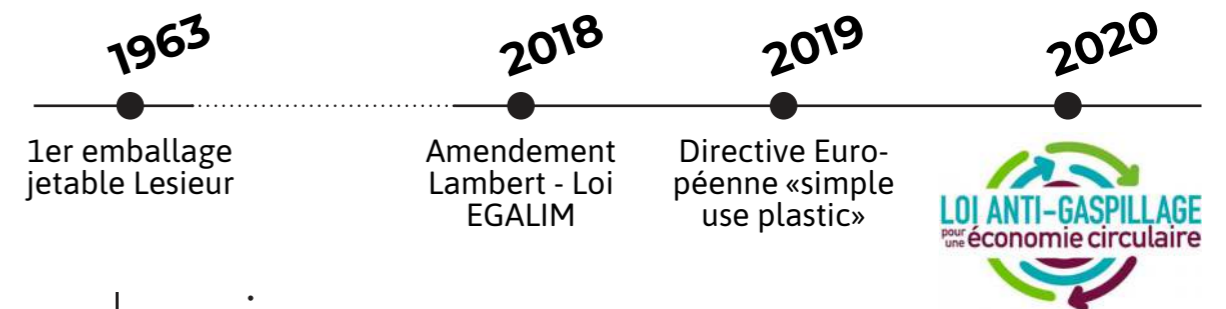 1963
2018
2019
2020
1er emballage
jetable Lesieur
Amendement
Lambert - Loi
EGALIM
Directive Euro-
péenne «simple
use plastic»
LOI ANTI-GASPILLAGE
pour une économie circulaire